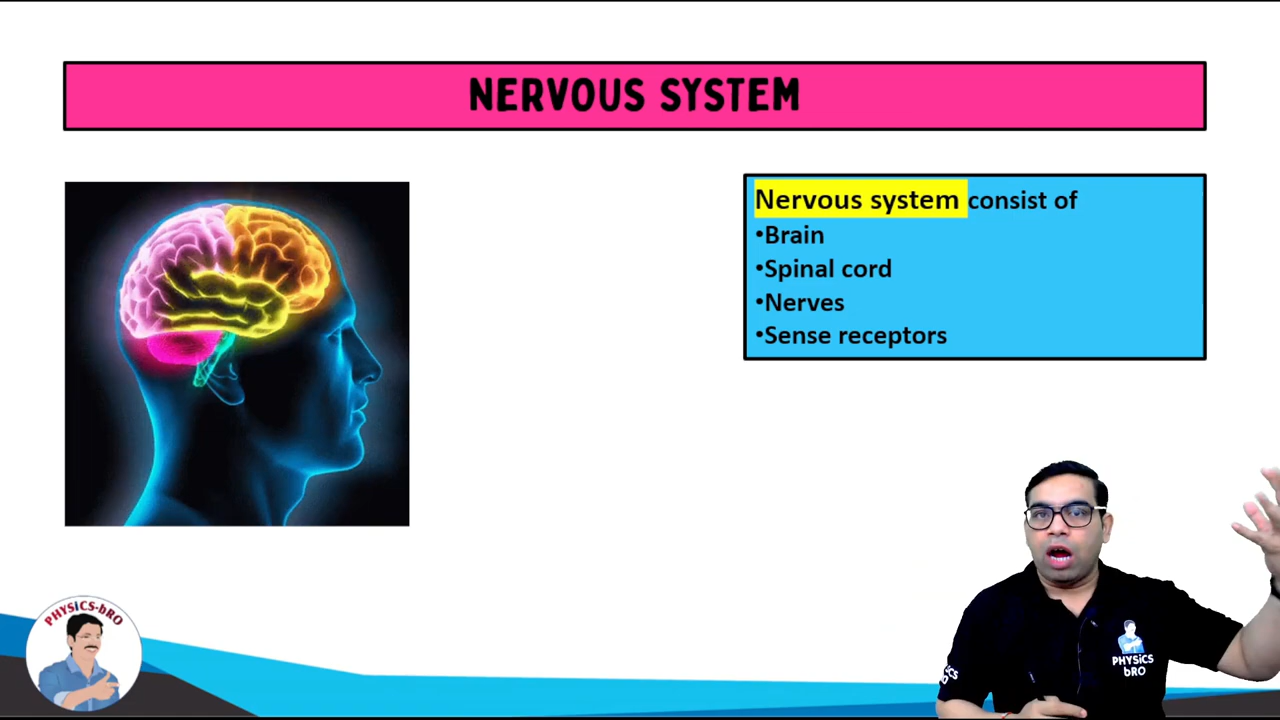 NERVOUS SYSTEM
Nervous system consist of
•Brain
•Spinal cord
•Nerves
•Sense receptors
PHYSiCS-bRO
PHYSiCS
bRO